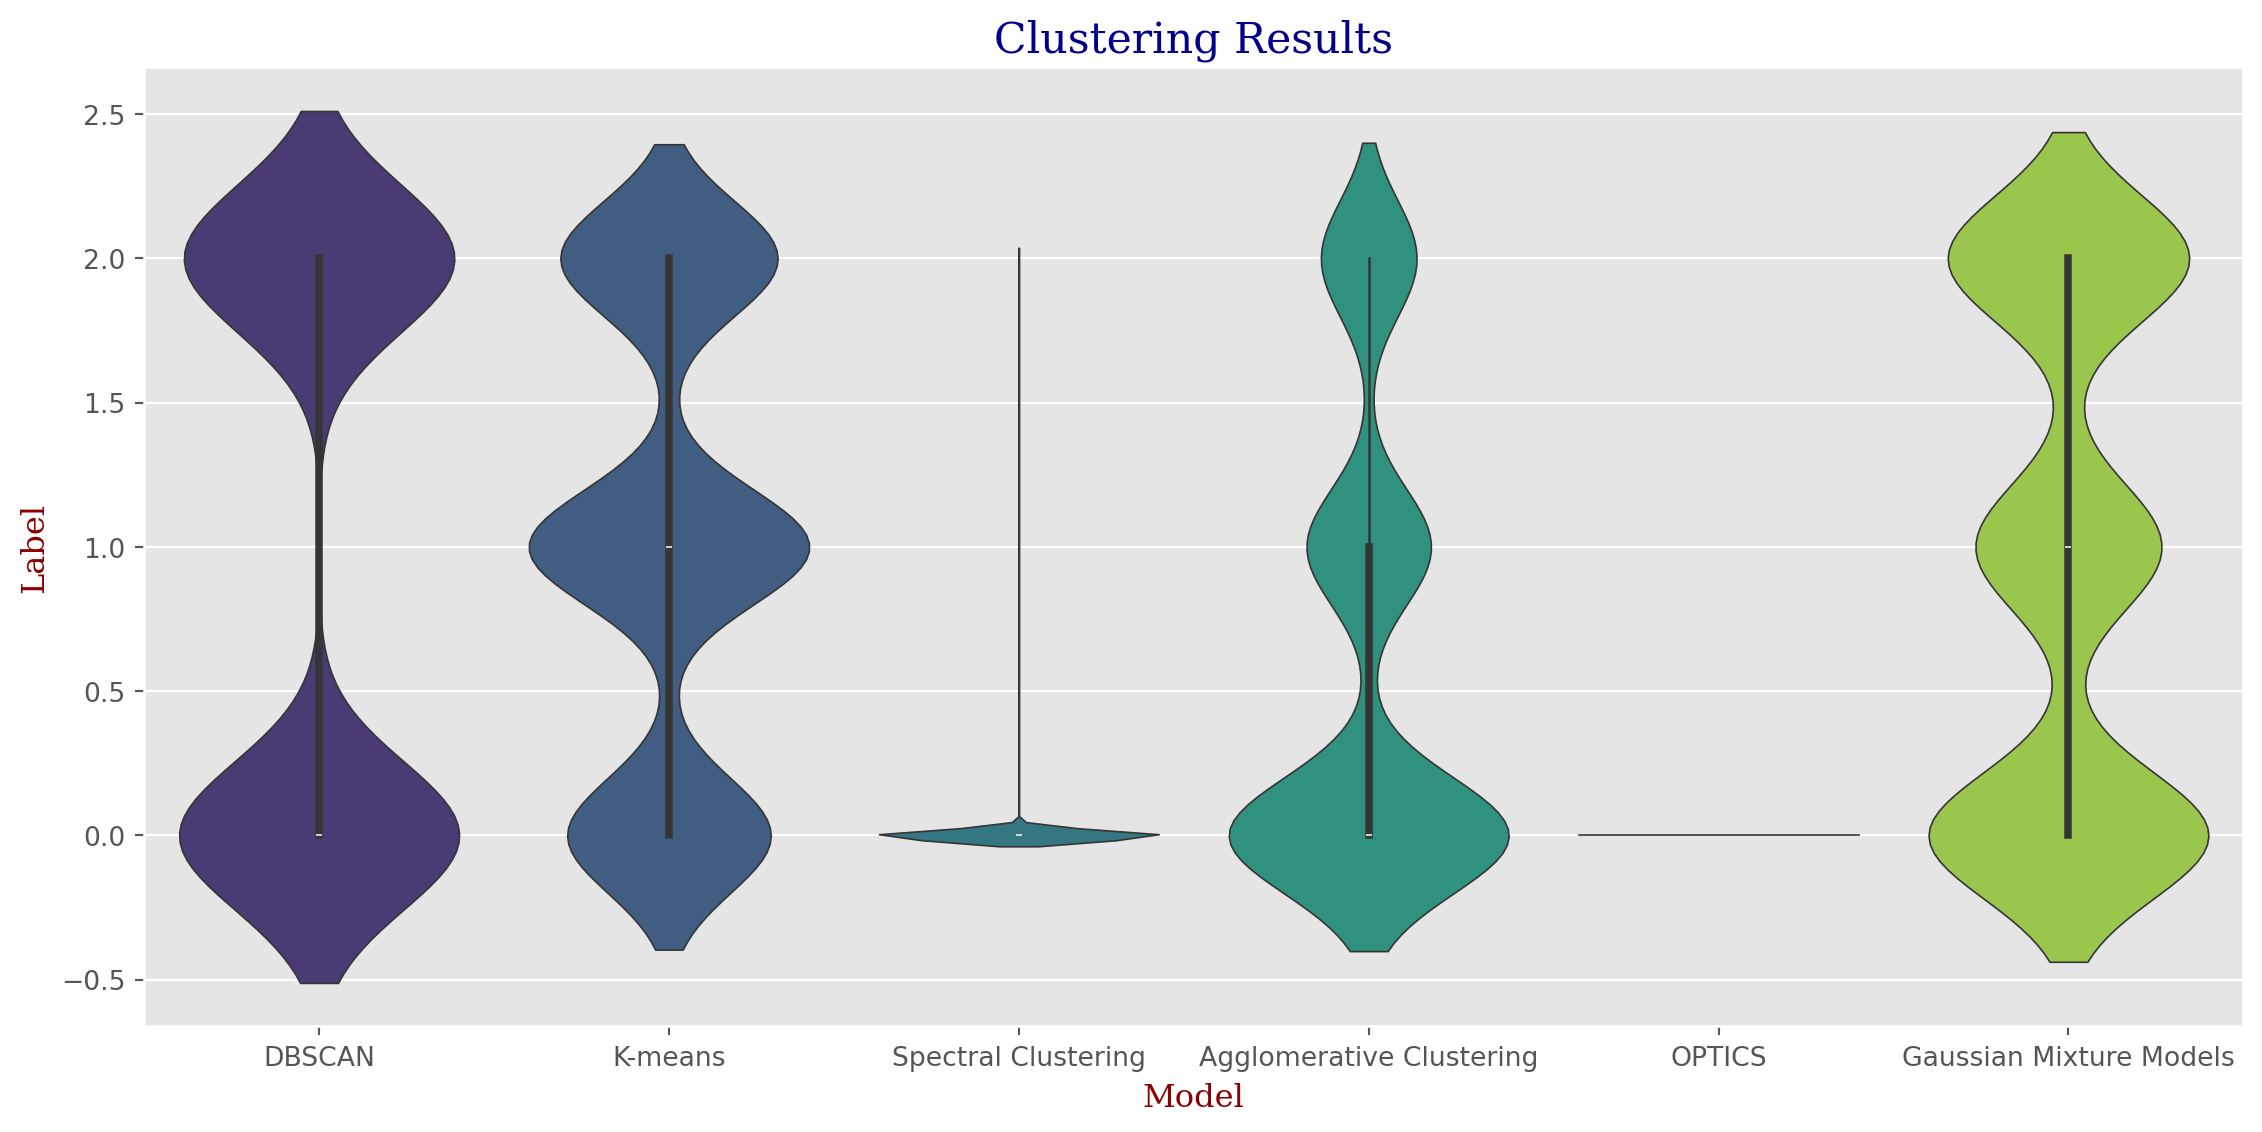 Clustering Results
Label
2.5
2.0
1.5
1.0
0.5
0.0
−0.5
DBSCAN
K-means
Spectral Clustering
Agglomerative Clustering
OPTICS
Gaussian Mixture Models
Model